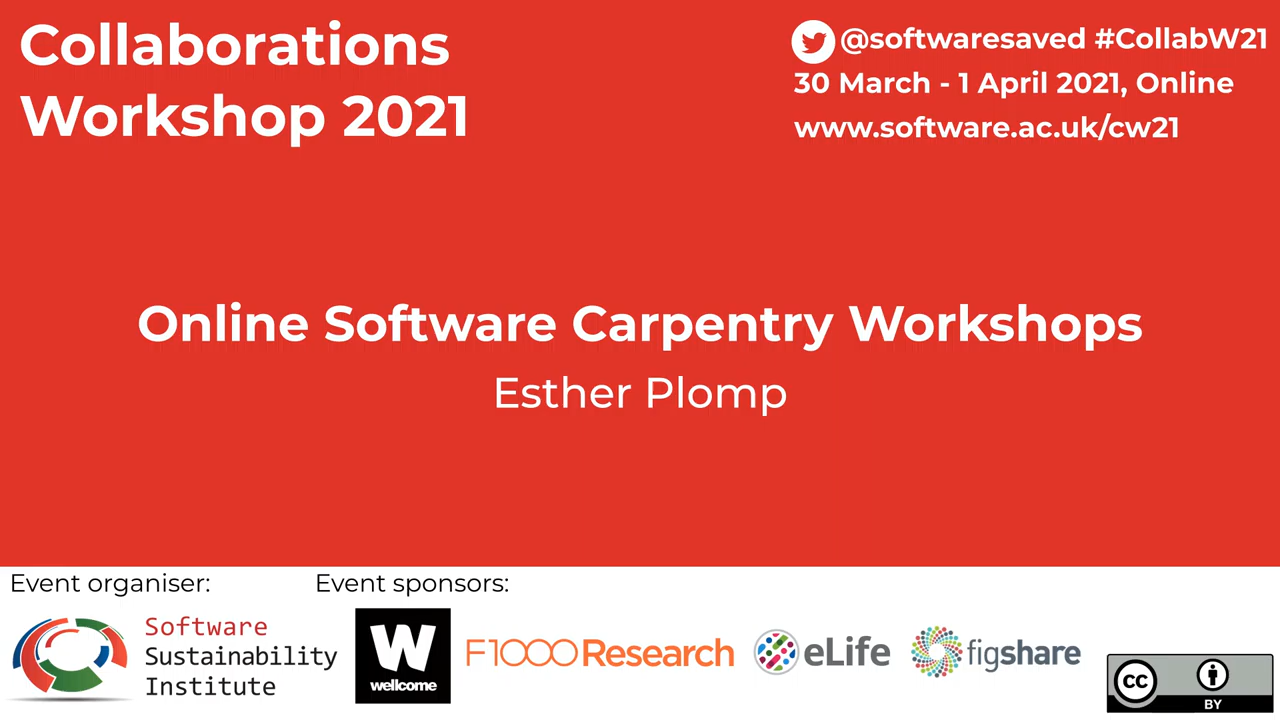 Collaborations
Workshop 2021
@softwaresaved #CollabW21
30 March - 1 April 2021, Online
www.software.ac.uk/cw21
Online Software Carpentry Workshops
Esther Plomp
Event organiser:
Event sponsors:
Software
Sustainability
Institute
W
wellcome
F1000Research
eLife
figshare
cc
BY